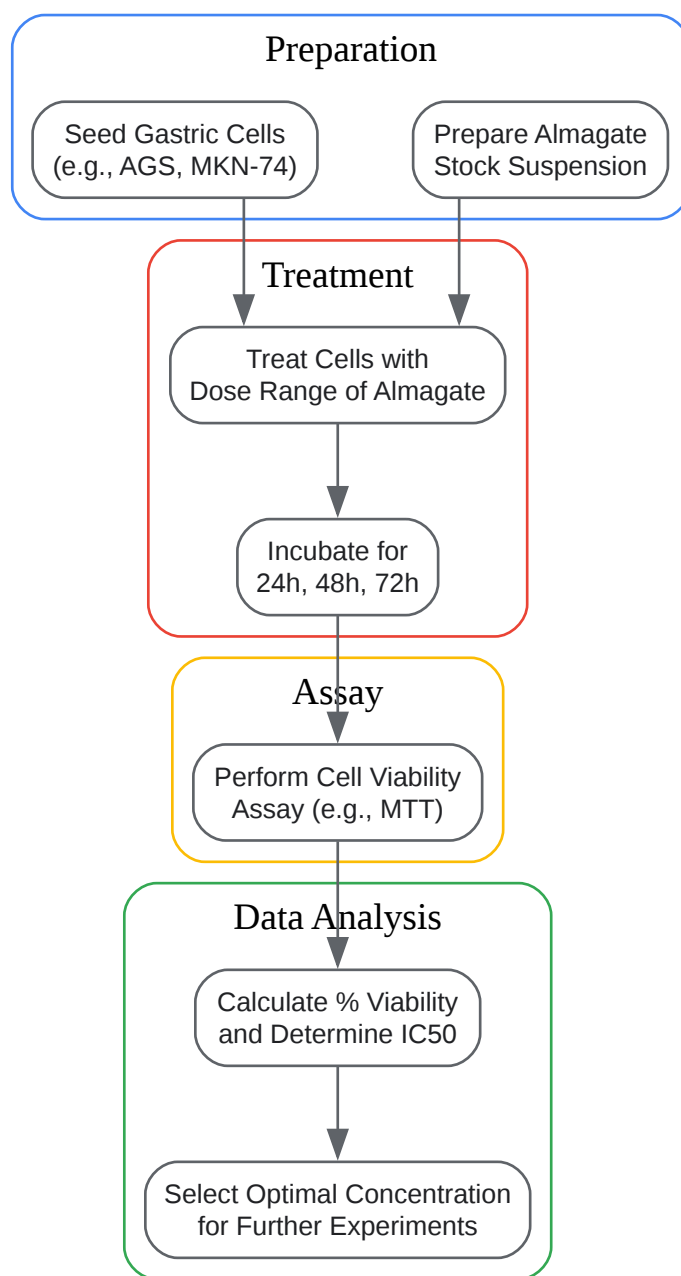 Preparation
Seed Gastric Cells
(e.g., AGS, MKN-74)
Prepare Almagate
Stock Suspension
Treatment
Treat Cells with
Dose Range of Almagate
Incubate for
24h, 48h, 72h
Assay
Perform Cell Viability
Assay (e.g., MTT)
Data Analysis
Calculate % Viability
and Determine IC50
Select Optimal Concentration
for Further Experiments